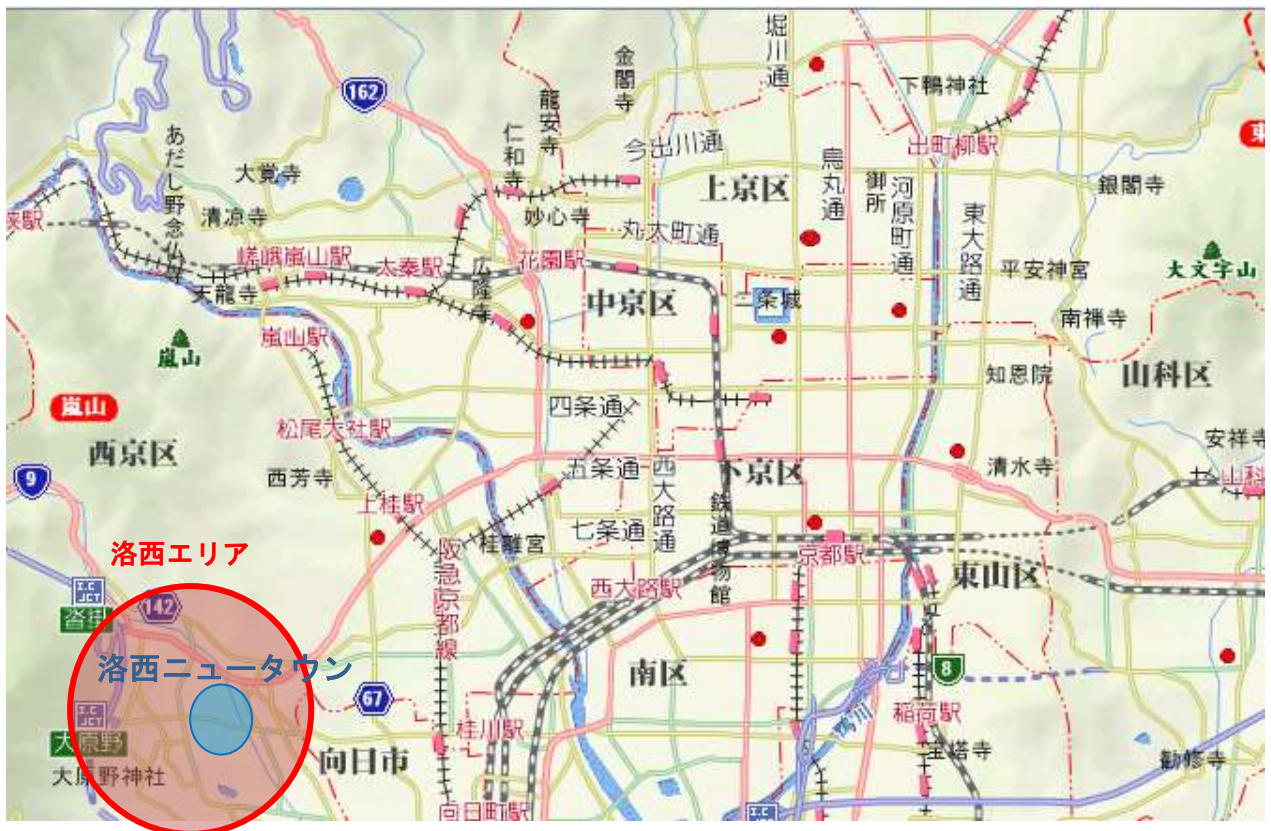 堀川通
金閣寺
162
下鴨神社
龍安寺
仁和寺
今出川通
出町柳駅
東
あだし野念仏寺
大覚寺
烏丸通
御所
河原町通
上京区
銀閣寺
清凉寺
妙心寺
丸太町通
東大路通
峡駅
嵯峨嵐山駅
太秦駅
広隆寺
花園駅
平安神宮
大文字山
天龍寺
中京区
二条城
南禅寺
嵐山駅
嵐山
知恩院
山科区
嵐山
四条通
松尾大社駅
西京区
安祥寺
9
西芳寺
五条通
西大路通
下京区
清水寺
山科
上桂駅
鉄道博物館
七条通
桂離宮
洛西エリア
阪急京都線
京都駅
東山区
I.C
JCT
沓掛
142
西大路駅
洛西ニュータウン
南区
8
67
I.C
JCT
大原野
桂川駅
鴨川
稲荷駅
向日市
5
宝塔寺
勧修寺
大原野神社
向日町駅
I.C
JCT